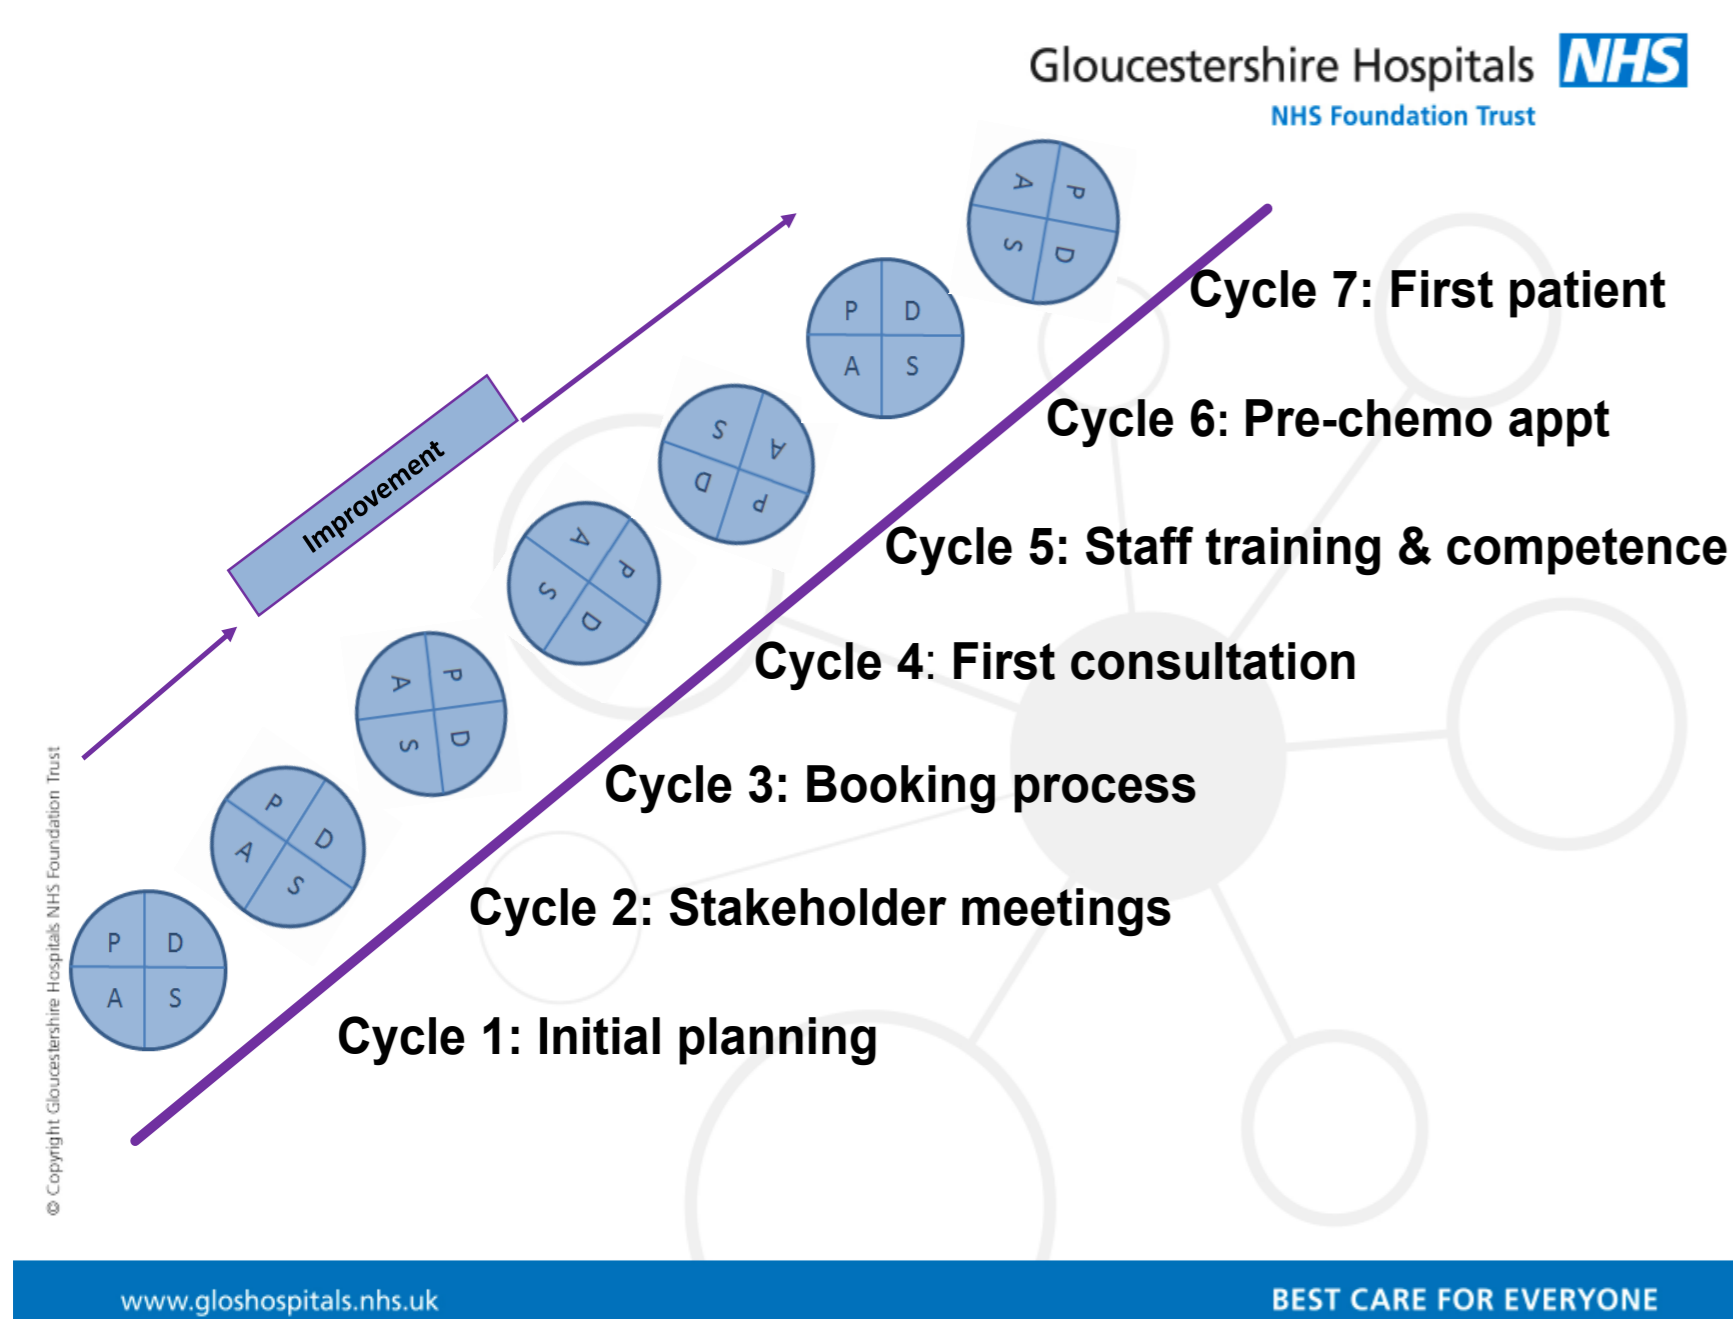 Gloucestershire Hospitals NHS
NHS Foundation Trust
A P
S D
Cycle 7: First patient
P D
A S
Cycle 6: Pre-chemo appt
S A
D P
Cycle 5: Staff training & competence
A P
S D
Cycle 4: First consultation
A P
S D
Cycle 3: Booking process
P D
A S
Cycle 2: Stakeholder meetings
P D
A S
Cycle 1: Initial planning
Improvement
© Copyright Gloucestershire Hospitals NHS Foundation Trust
www.gloshospitals.nhs.uk
BEST CARE FOR EVERYONE